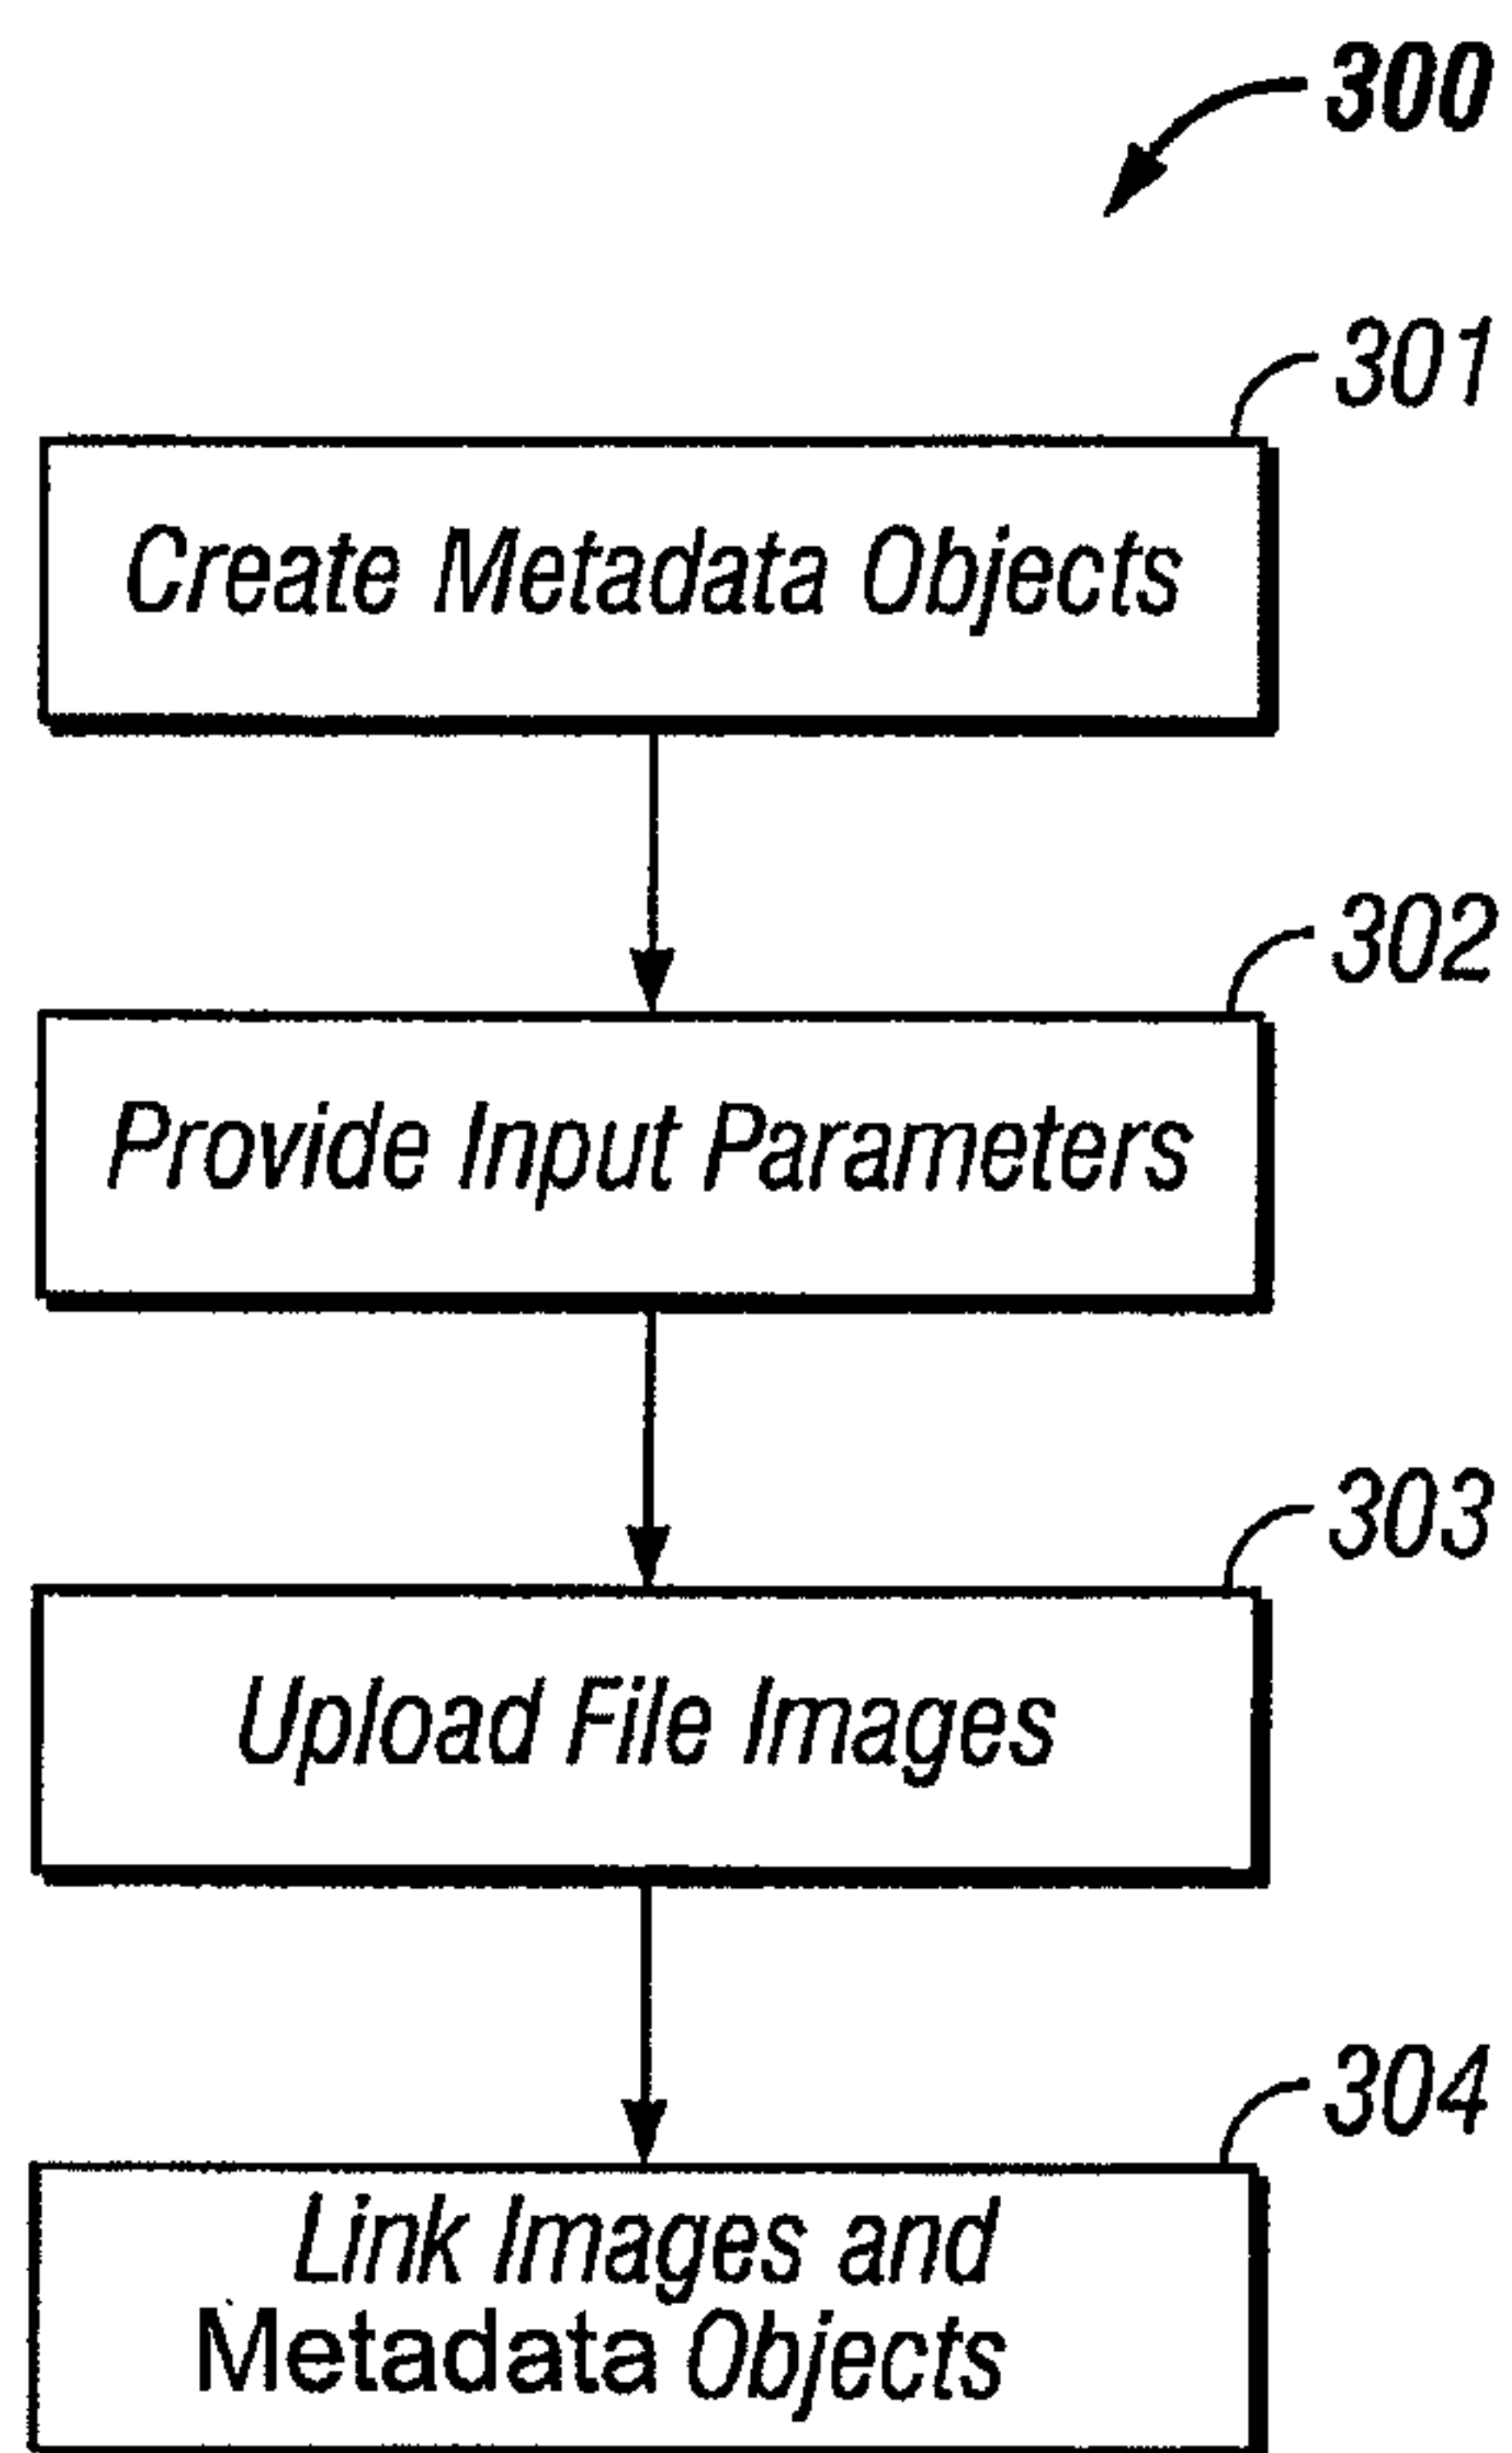 300
301
Create Metadata Objects
302
Provide Input Parameters
303
Upload File Images
304
Link Images and
Metadata Objects